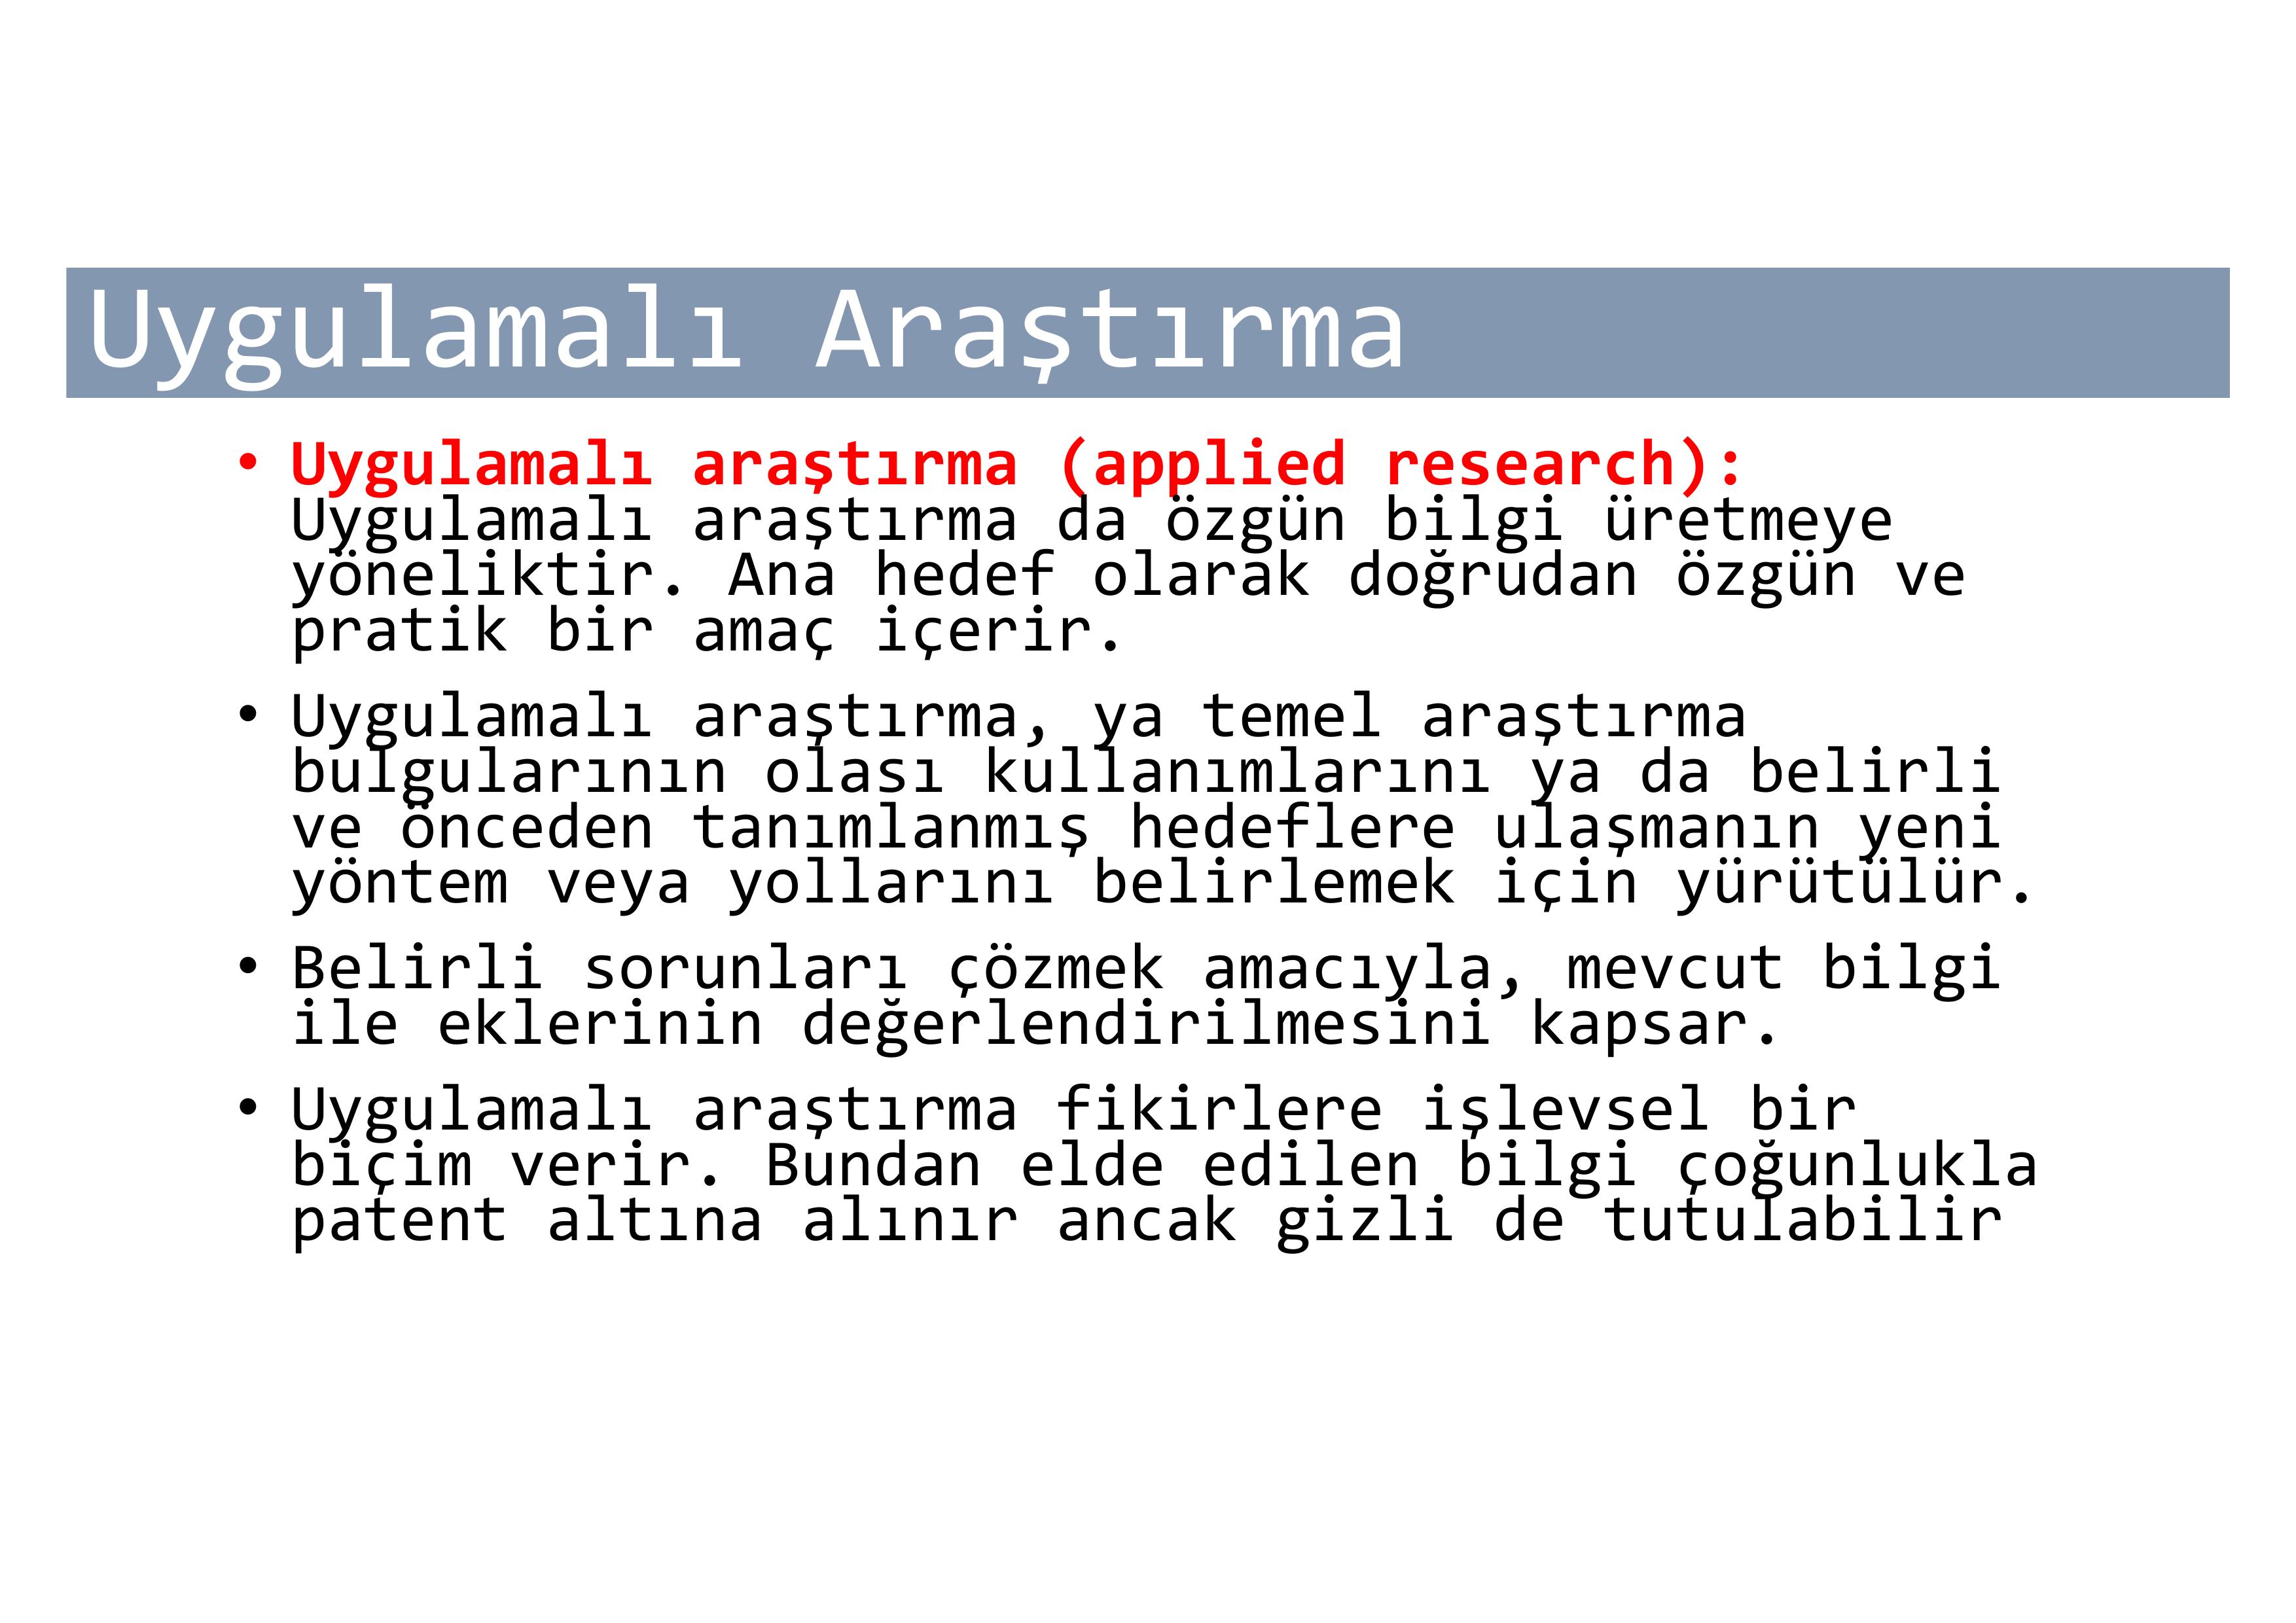 Uygulamalı Araştırma
• Uygulamalı araştırma (applied research):
Uygulamalı araştırma da özgün bilgi üretmeye
yöneliktir. Ana hedef olarak doğrudan özgün ve
pratik bir amaç içerir.
• Uygulamalı araştırma, ya temel araştırma
bulgularının olası kullanımlarını ya da belirli
ve önceden tanımlanmış hedeflere ulaşmanın yeni
yöntem veya yollarını belirlemek için yürütülür.
• Belirli sorunları çözmek amacıyla, mevcut bilgi
ile eklerinin değerlendirilmesini kapsar.
• Uygulamalı araştırma fikirlere işlevsel bir
biçim verir. Bundan elde edilen bilgi çoğunlukla
patent altına alınır ancak gizli de tutulabilir